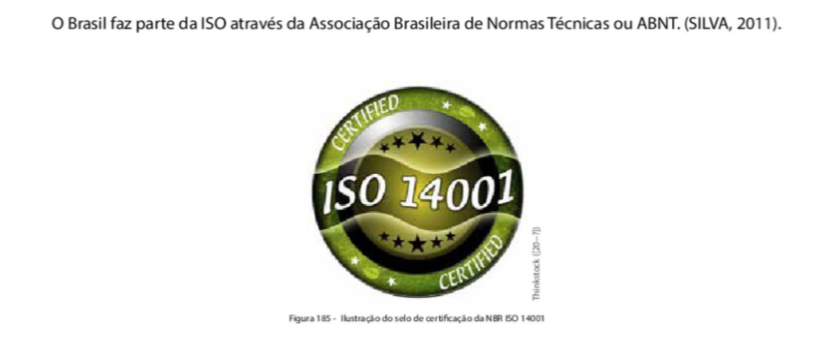 O Brasil faz parte da ISO através da Associação Brasileira de Normas Técnicas ou ABNT. (SILVA, 2011).
CERTIFIED
ISO 14001
CERTIFIED
Thinkstock ([20--?])
Figura 185 - Ilustração do selo de certificação da NBR ISO 14001